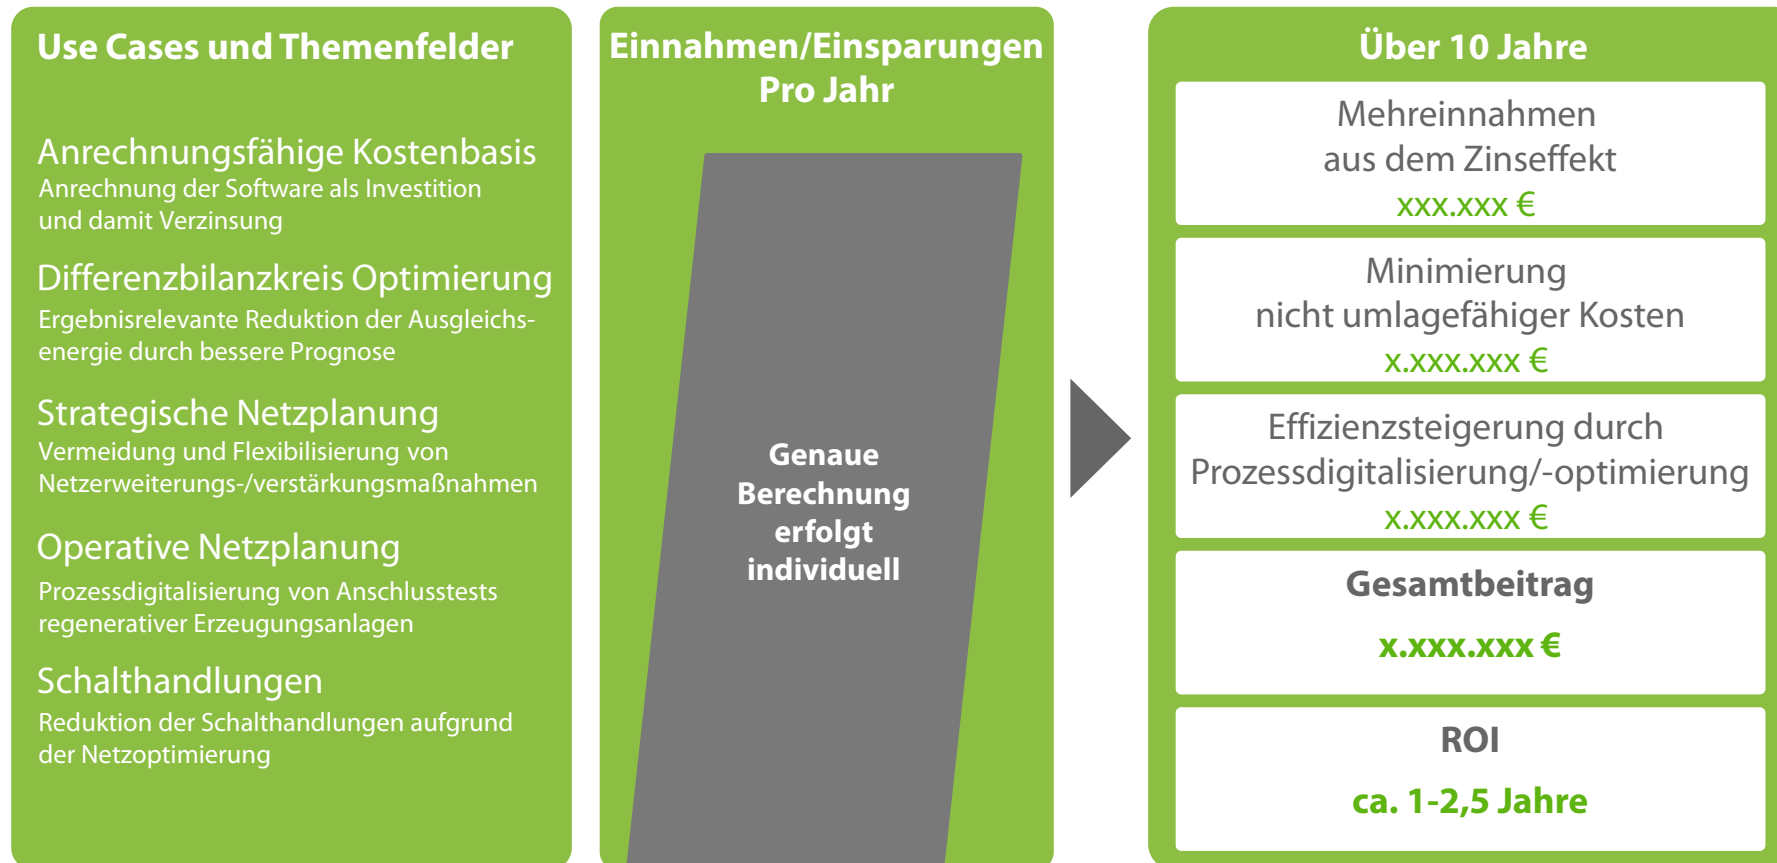 Use Cases und Themenfelder
Anrechnungsfähige Kostenbasis
Anrechnung der Software als Investition
und damit Verzinsung
Differenzbilanzkreis Optimierung
Ergebnisrelevante Reduktion der Ausgleichs-
energie durch bessere Prognose
Strategische Netzplanung
Vermeidung und Flexibilisierung von
Netzerweiterungs-/verstärkungsmaßnahmen
Operative Netzplanung
Prozessdigitalisierung von Anschlusstests
regenerativer Erzeugungsanlagen
Schalthandlungen
Reduktion der Schalthandlungen aufgrund
der Netzoptimierung
Einnahmen/Einsparungen
Pro Jahr
Genaue
Berechnung
erfolgt
individuell
Über 10 Jahre
Mehreinnahmen
aus dem Zinseffekt
xxx.xxx €
Minimierung
nicht umlagefähiger Kosten
x.xxx.xxx €
Effizienzsteigerung durch
Prozessdigitalisierung/-optimierung
x.xxx.xxx €
Gesamtbeitrag
x.xxx.xxx €
ROI
ca. 1-2,5 Jahre